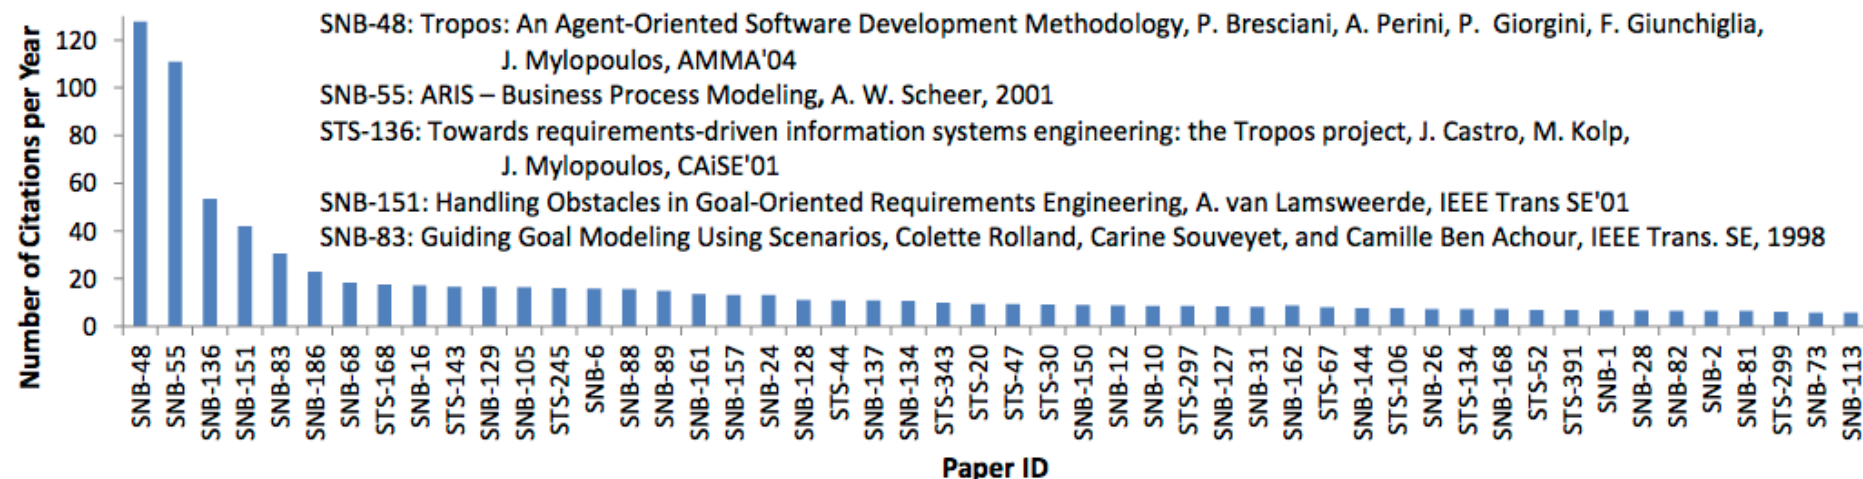 SNB-48: Tropos: An Agent-Oriented Software Development Methodology, P. Bresciani, A. Perini, P. Giorgini, F. Giunchiglia,
J. Mylopoulos, AMMA'04
SNB-55: ARIS – Business Process Modeling, A. W. Scheer, 2001
STS-136: Towards requirements-driven information systems engineering: the Tropos project, J. Castro, M. Kolp,
J. Mylopoulos, CAiSE'01
SNB-151: Handling Obstacles in Goal-Oriented Requirements Engineering, A. van Lamsweerde, IEEE Trans SE'01
SNB-83: Guiding Goal Modeling Using Scenarios, Colette Rolland, Carine Souveyet, and Camille Ben Achour, IEEE Trans. SE, 1998
Number of Citations per Year
120
100
80
60
40
20
0
SNB-48
SNB-55
SNB-136
SNB-151
SNB-83
SNB-186
SNB-68
STS-168
SNB-16
STS-143
SNB-129
SNB-105
STS-245
SNB-6
SNB-88
SNB-89
SNB-161
SNB-157
SNB-24
SNB-128
STS-44
SNB-137
SNB-134
STS-343
STS-20
STS-47
STS-30
SNB-150
SNB-12
SNB-10
STS-297
SNB-127
SNB-31
SNB-162
STS-67
SNB-144
STS-106
SNB-26
STS-134
SNB-168
STS-52
STS-391
SNB-1
SNB-28
SNB-82
SNB-2
SNB-81
STS-299
SNB-73
SNB-113
Paper ID